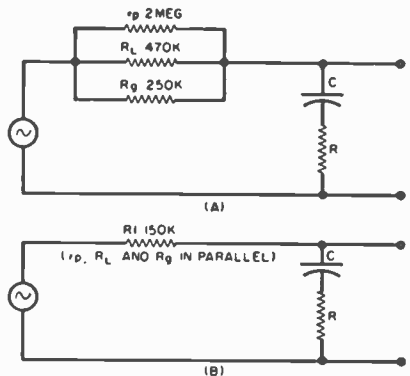 rp 2MEG
RL 470K
Rg 250K
C
R
(A)
R1 150K
(rp, RL AND Rg IN PARALLEL)
C
R
(B)